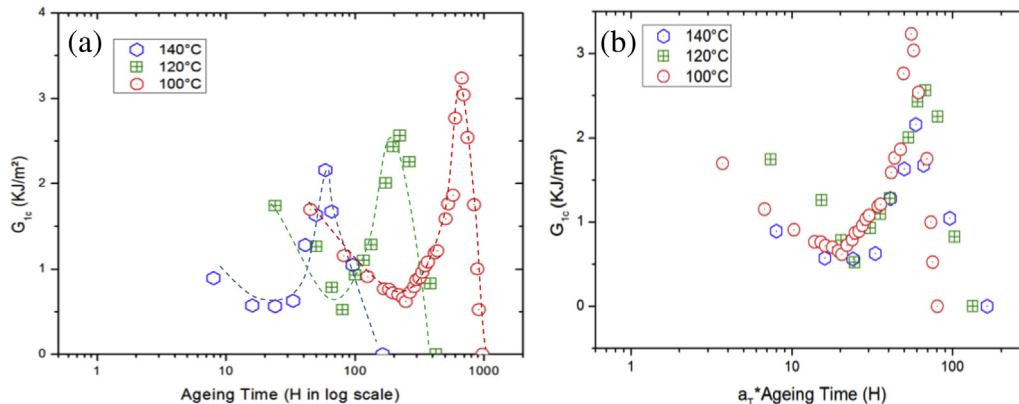 (a)
140°C
120°C
100°C
4
3
2
1
0
G1c (KJ/m²)
1
10
100
1000
Ageing Time (H in log scale)
(b)
140°C
120°C
100°C
3
2
1
0
G1c (KJ/m²)
1
10
100
aT*Ageing Time (H)